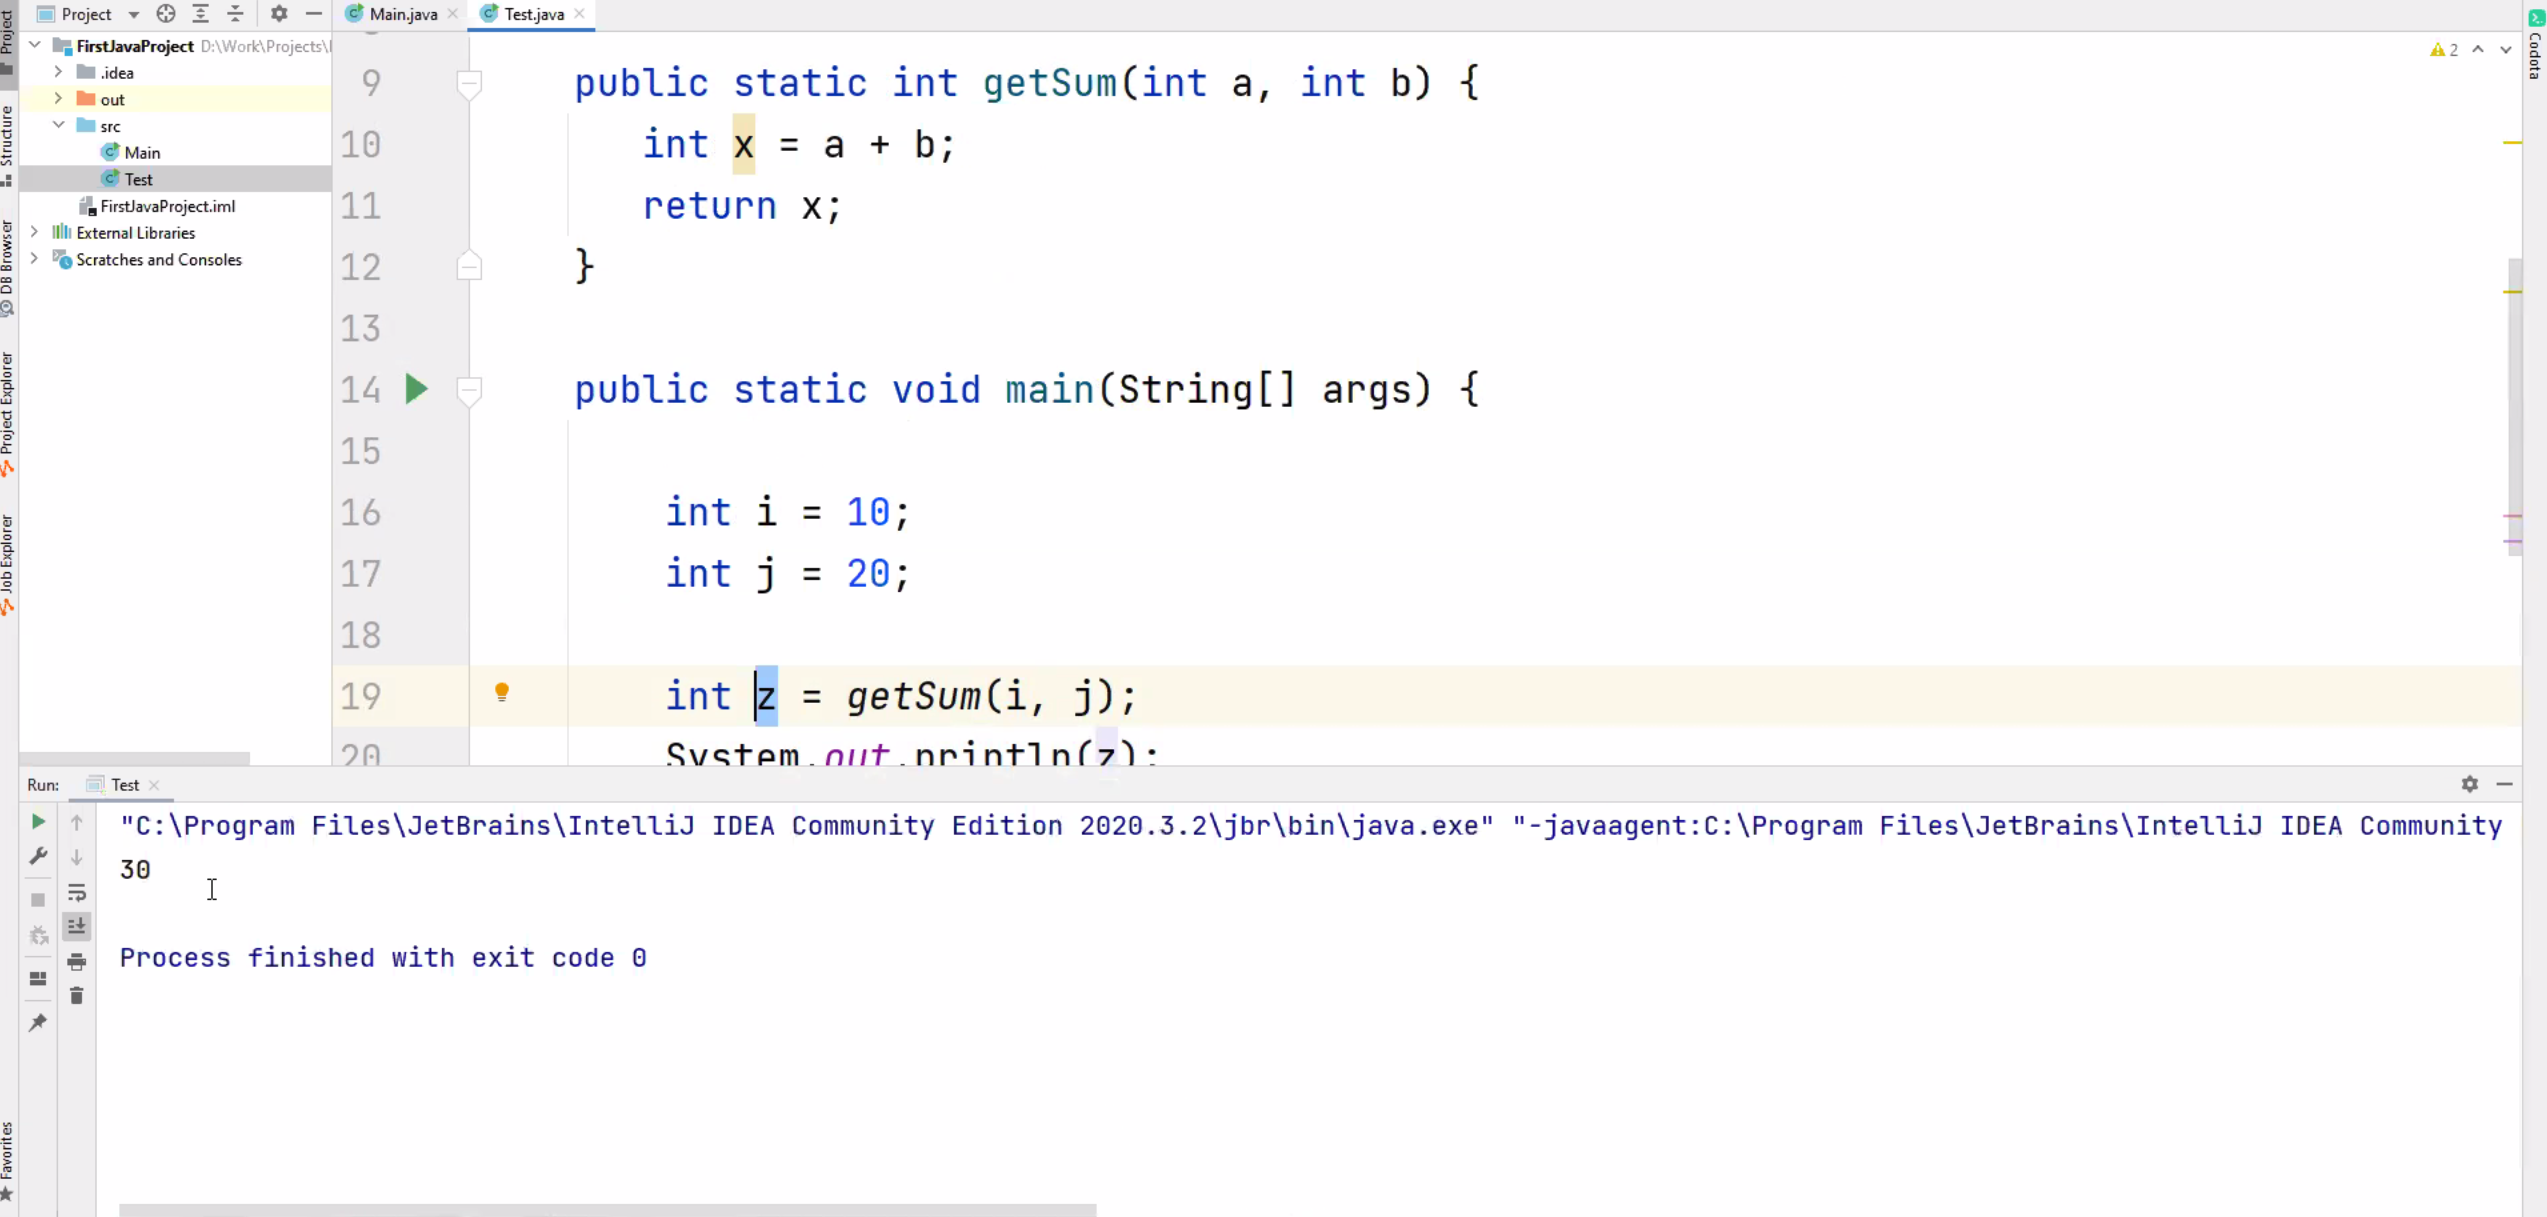 Project
Main.java
Test.java
FirstJavaProject D:\Work\Projects\
.idea
out
src
Main
Test
FirstJavaProject.iml
External Libraries
Scratches and Consoles
Project
Structure
DB Browser
Project Explorer
Job Explorer
Favorites
2
Codota
9 public static int getSum(int a, int b) {
10 int x = a + b;
11 return x;
12 }
13
14 public static void main(String[] args) {
15
16 int i = 10;
17 int j = 20;
18
19 int z = getSum(i, j);
20 System.out.println(z);
Run: Test
"C:\Program Files\JetBrains\IntelliJ IDEA Community Edition 2020.3.2\jbr\bin\java.exe" "-javaagent:C:\Program Files\JetBrains\IntelliJ IDEA Community
30
Process finished with exit code 0